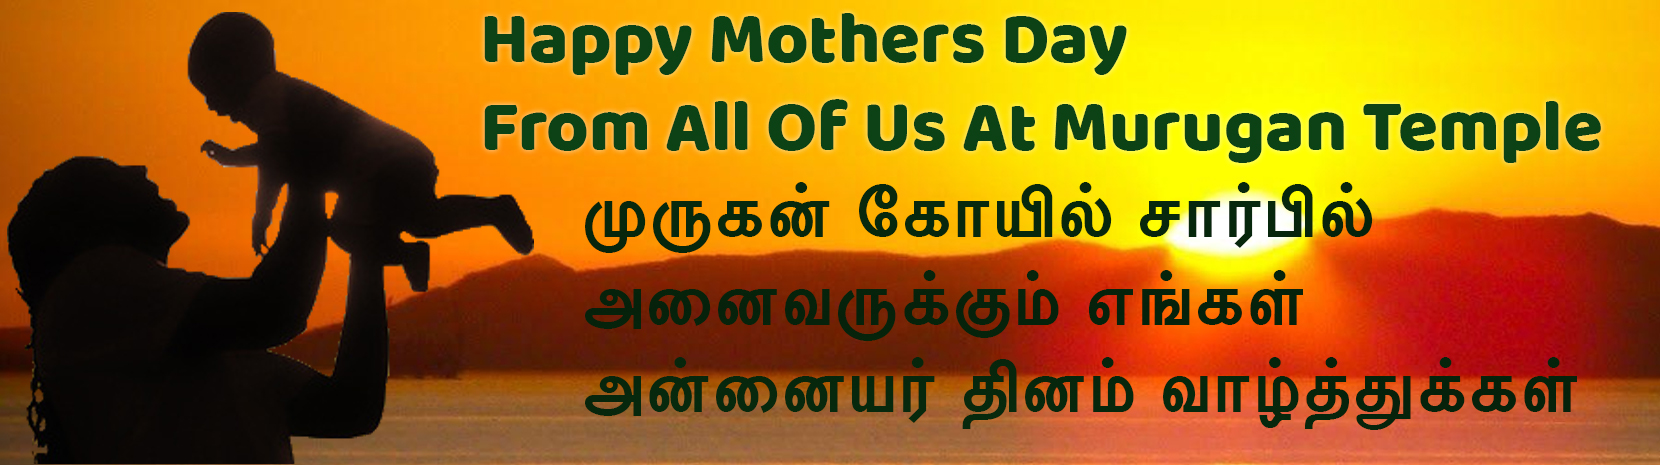 Happy Mothers Day
From All Of Us At Murugan Temple
முருகன் கோயில் சார்பில்
அனைவருக்கும் எங்கள்
அன்னையர் தினம் வாழ்த்துக்கள்